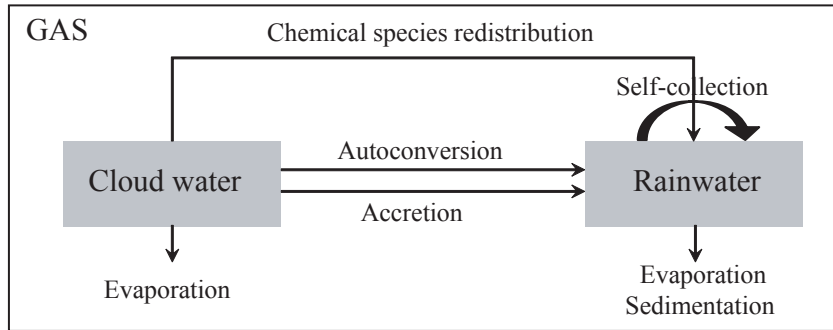 GAS
Chemical species redistribution
Self-collection
Autoconversion
Cloud water
Rainwater
Accretion
Evaporation
Evaporation
Sedimentation